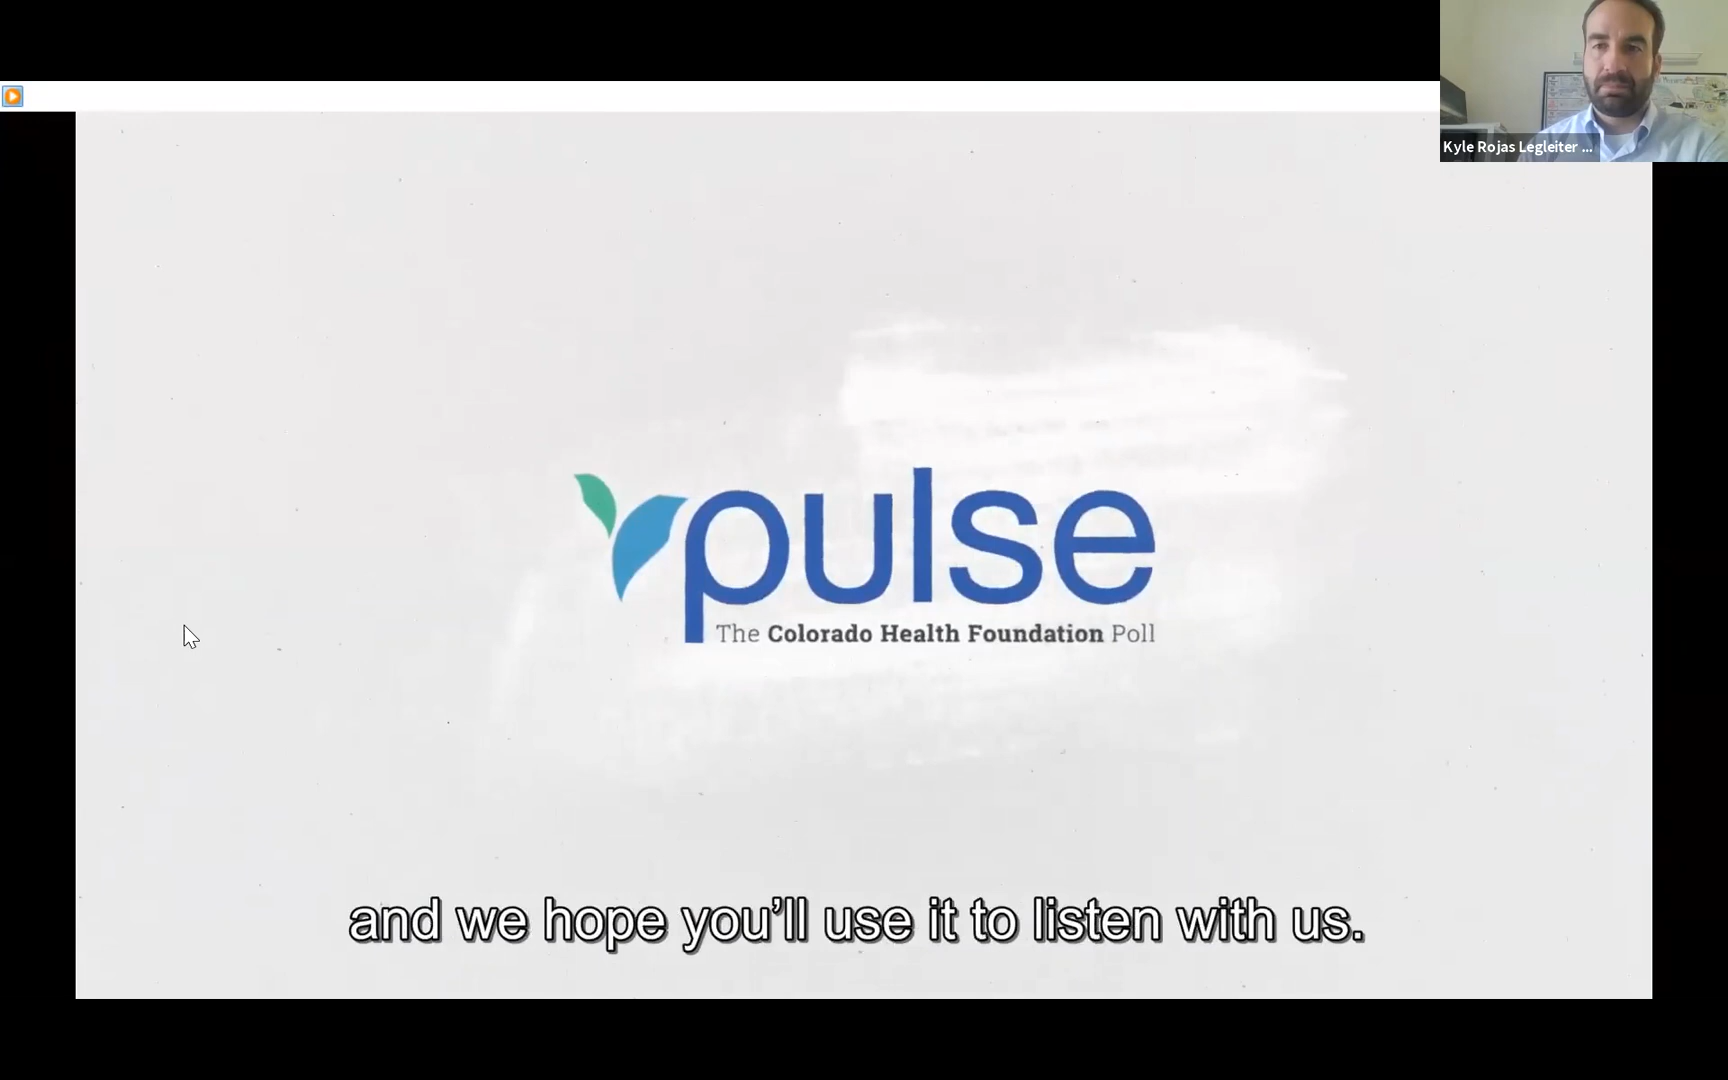 Kyle Rojas Legleiter ...
pulse
The Colorado Health Foundation Poll
and we hope you’ll use it to listen with us.